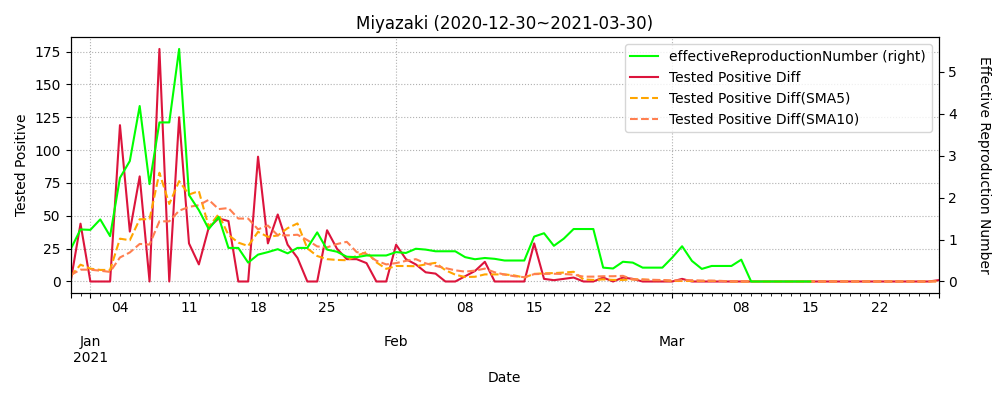 Miyazaki (2020-12-30~2021-03-30)
effectiveReproductionNumber (right)
Tested Positive Diff
Tested Positive Diff(SMA5)
Tested Positive Diff(SMA10)
Tested Positive
175
150
125
100
75
50
25
0
Effective Reproduction Number
5
4
3
2
1
0
04 11 18 25 08 15 22 08 15 22
Jan Feb Mar
2021
Date